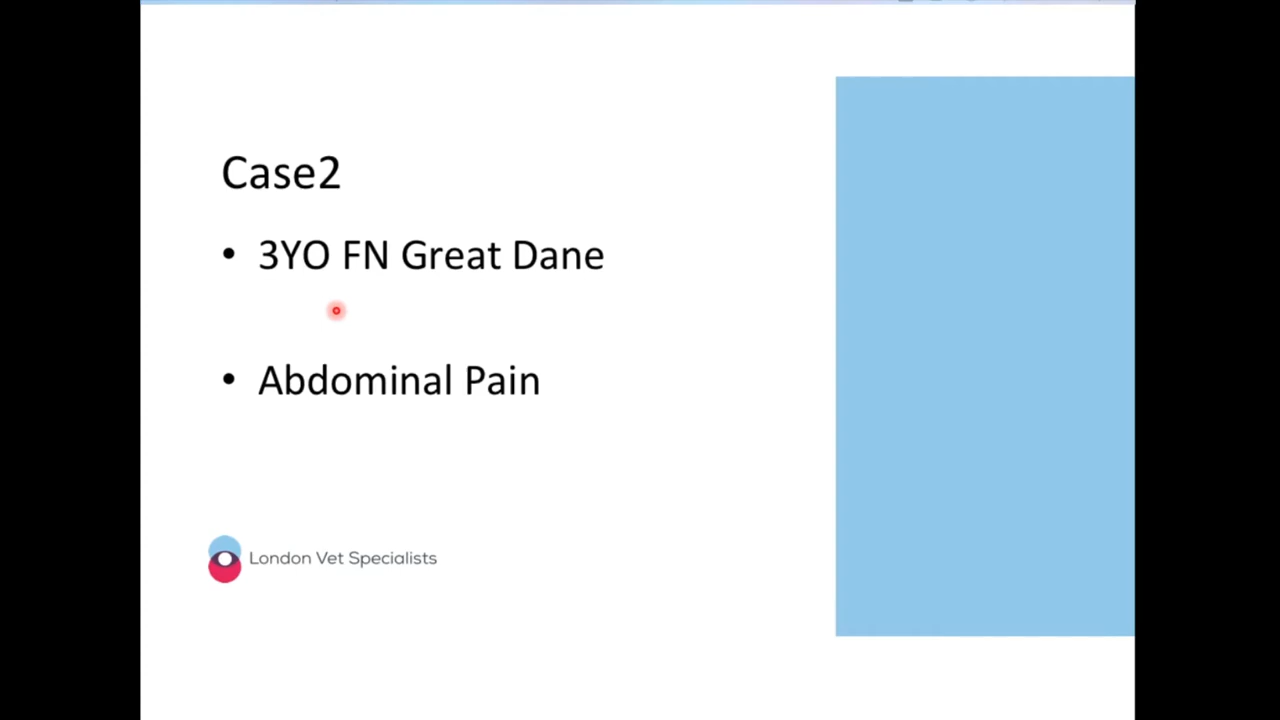 Case2
• 3YO FN Great Dane
• Abdominal Pain
London Vet Specialists